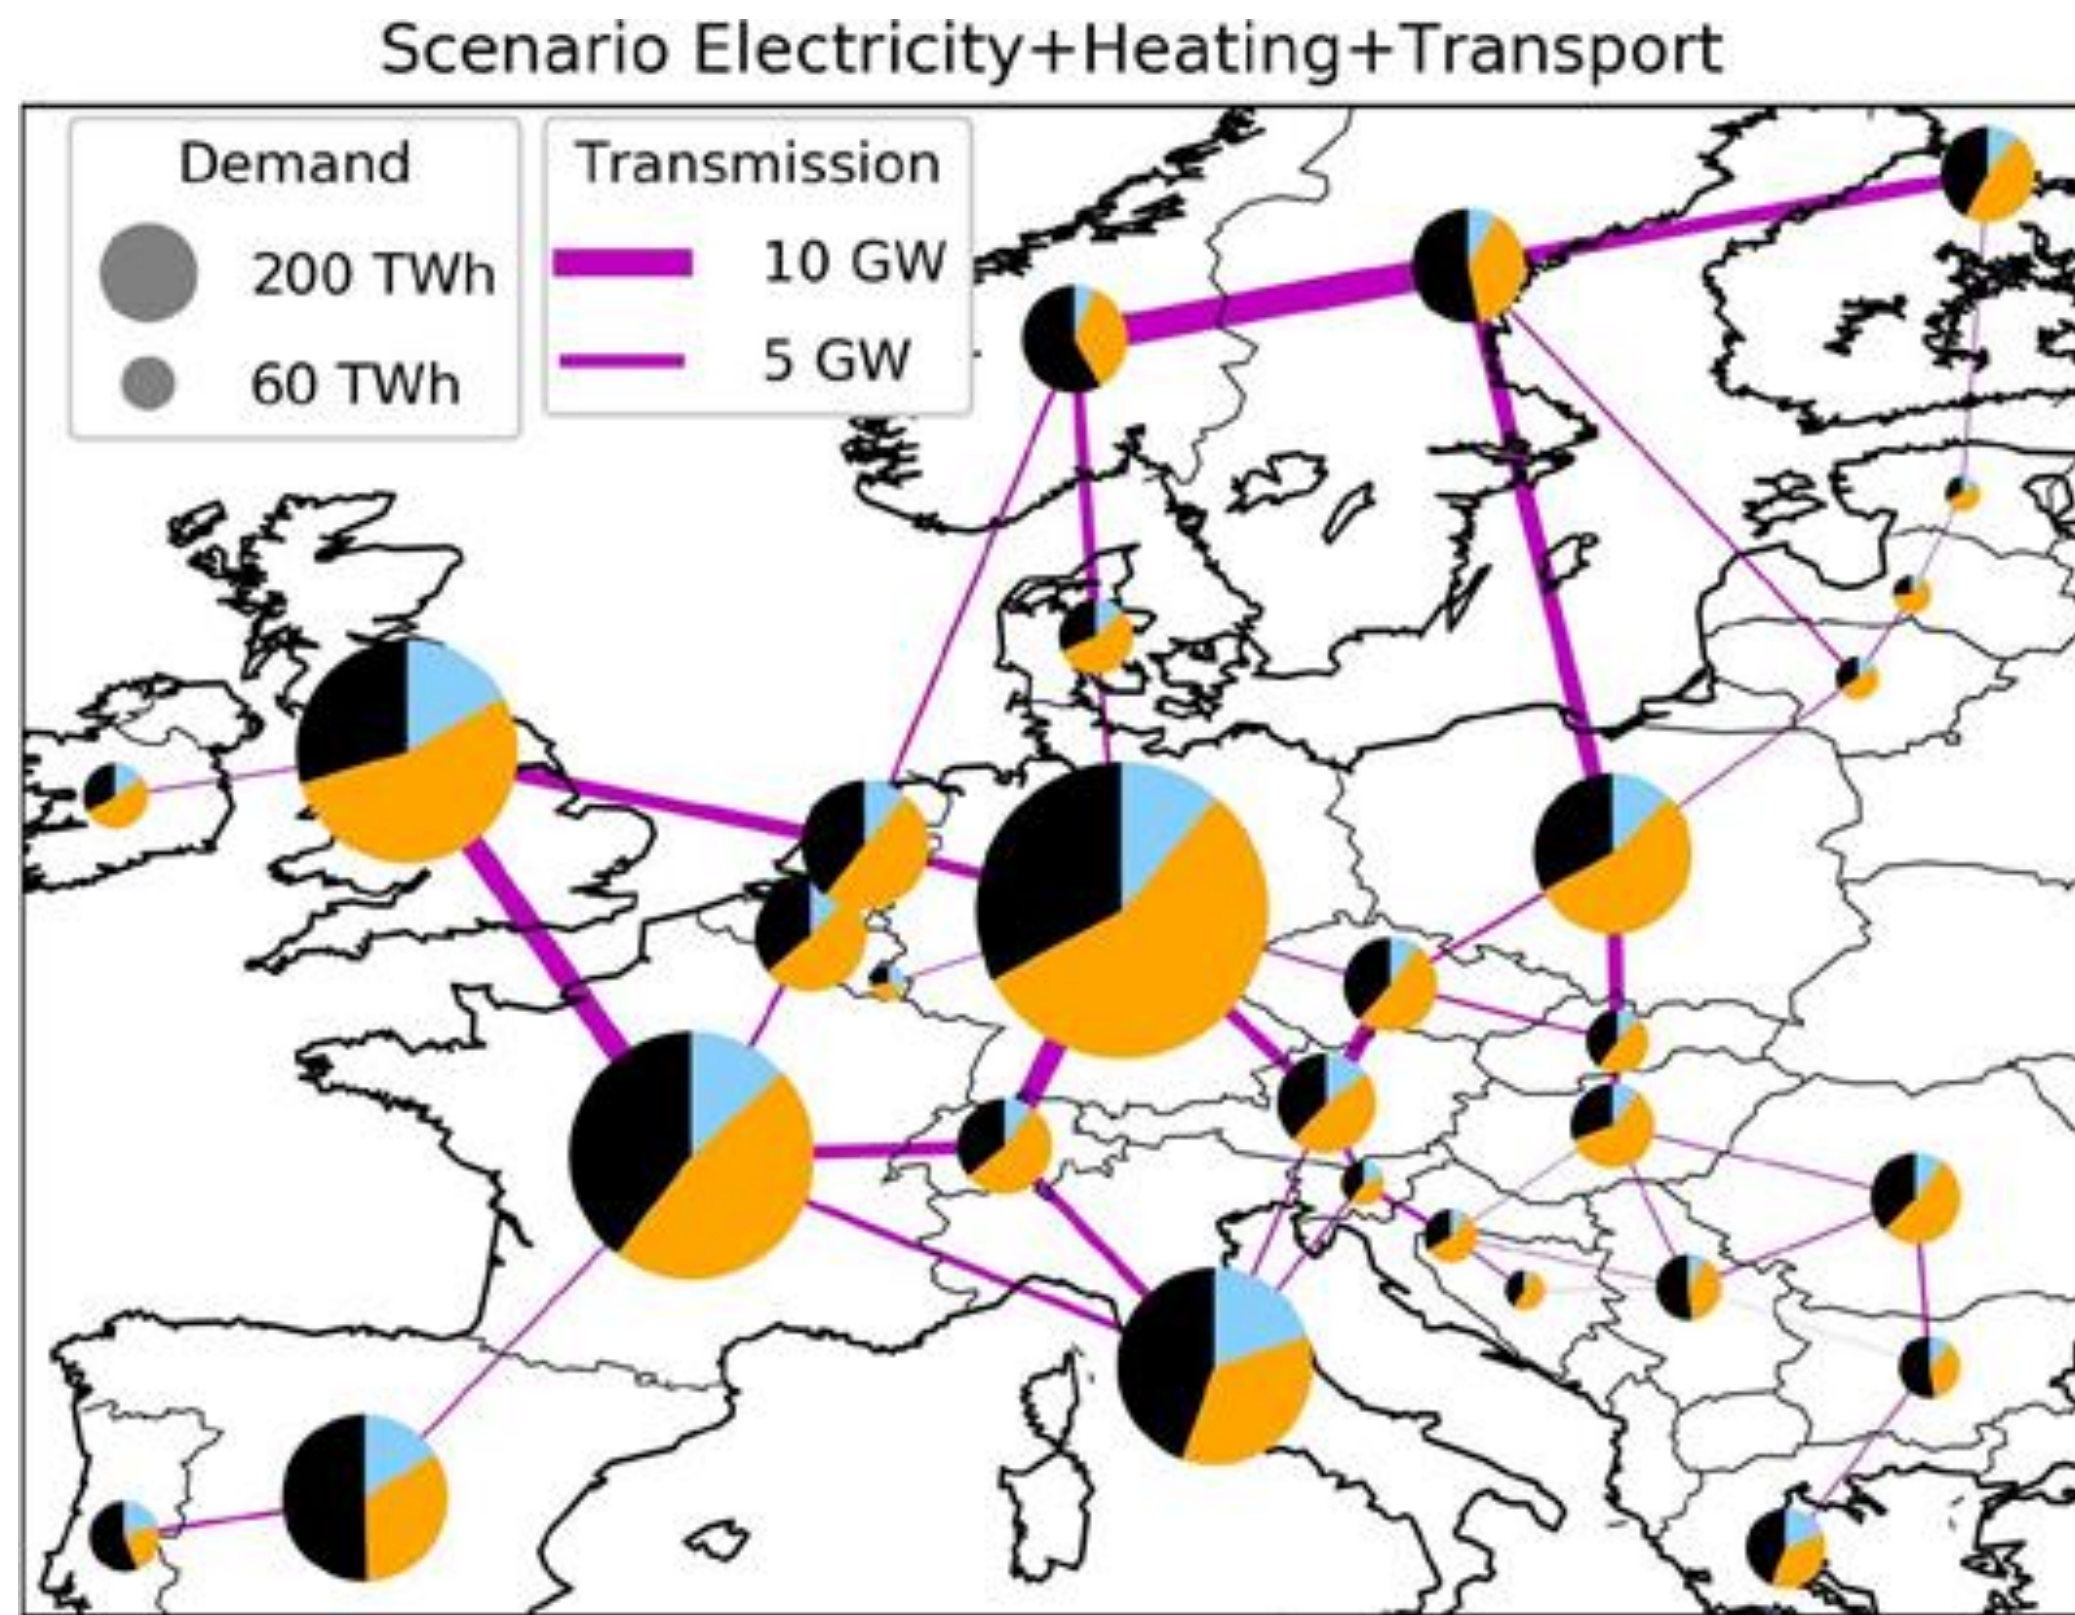 Scenario Electricity+Heating+Transport
Demand
200 TWh
60 TWh
Transmission
10 GW
5 GW